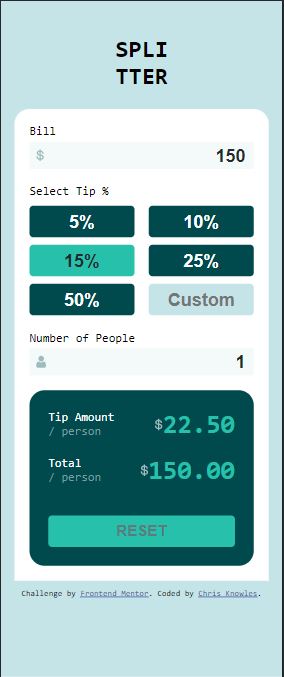 SPLI
TTER
Bill
$ 150
Select Tip %
5% 10%
15% 25%
50% Custom
Number of People
1
Tip Amount
/ person $22.50
Total
/ person $150.00
RESET
Challenge by Frontend Mentor. Coded by Chris Knowles.